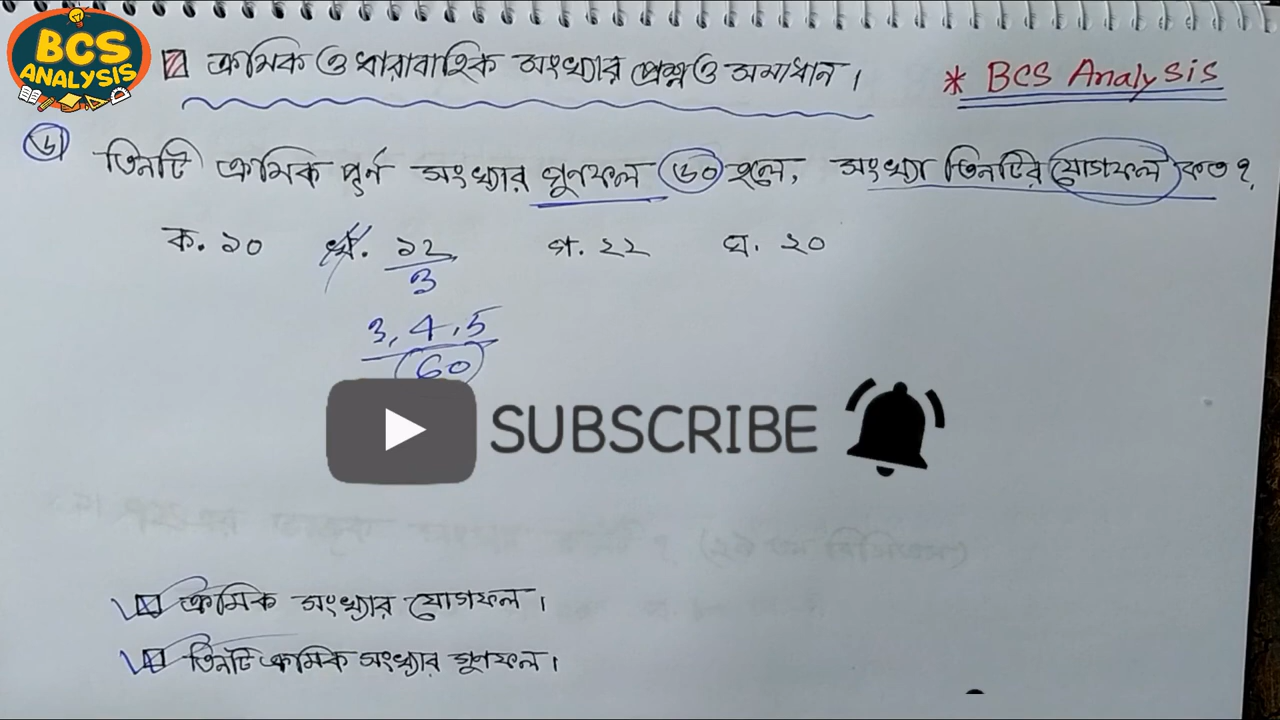 BCS
ANALYSIS
ক্রমিক ও ধারাবাহিক সংখ্যার প্রশ্ন ও সমাধান।
* BCS Analysis
৬ তিনটি ক্রমিক পূর্ন সংখ্যার গুণফল ৬০ হলে, সংখ্যা তিনটির যোগফল কত?
ক. ১০ খ. ১২ গ. ২২ ঘ. ২০
3
3, 4, 5
60
SUBSCRIBE
ক্রমিক সংখ্যার যোগফল।
তিনটি ক্রমিক সংখ্যার গুণফল।